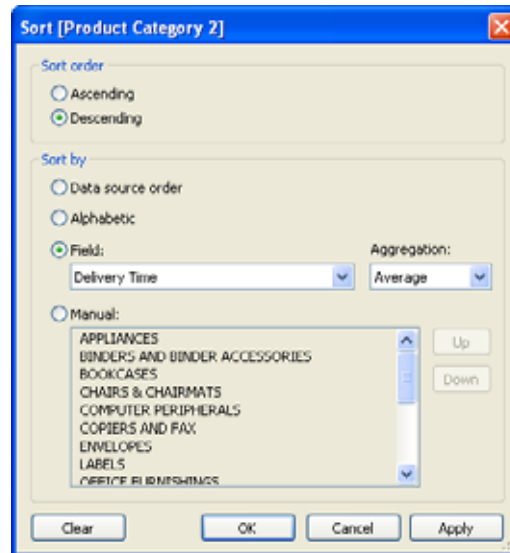 Sort [Product Category 2]
Sort order
Ascending
Descending
Sort by
Data source order
Alphabetic
Field: Aggregation:
Delivery Time Average
Manual:
APPLIANCES
BINDERS AND BINDER ACCESSORIES
BOOKCASES
CHAIRS & CHAIRMATS
COMPUTER PERIPHERALS
COPIERS AND FAX
ENVELOPES
LABELS
OFFICE FURNISHINGS
Up
Down
Clear OK Cancel Apply